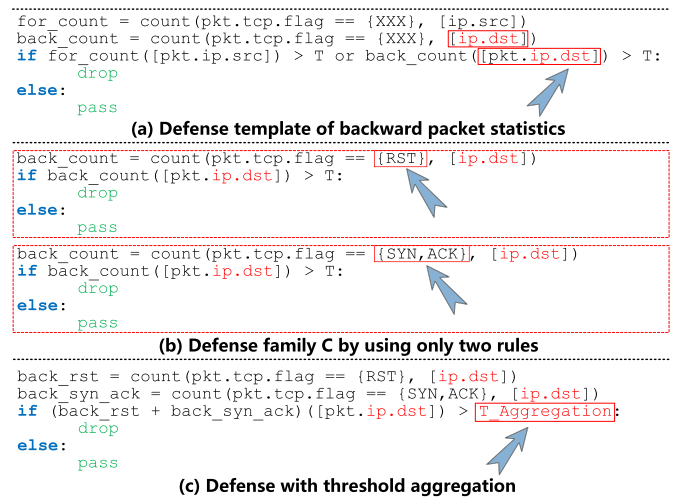 for_count = count(pkt.tcp.flag == {XXX}, [ip.src])
back_count = count(pkt.tcp.flag == {XXX}, [ip.dst])
if for_count([pkt.ip.src]) > T or back_count([pkt.ip.dst]) > T:
drop
else:
pass
(a) Defense template of backward packet statistics
back_count = count(pkt.tcp.flag == {RST}, [ip.dst])
if back_count([pkt.ip.dst]) > T:
drop
else:
pass
back_count = count(pkt.tcp.flag == {SYN,ACK}, [ip.dst])
if back_count([pkt.ip.dst]) > T:
drop
else:
pass
(b) Defense family C by using only two rules
back_rst = count(pkt.tcp.flag == {RST}, [ip.dst])
back_syn_ack = count(pkt.tcp.flag == {SYN,ACK}, [ip.dst])
if (back_rst + back_syn_ack)([pkt.ip.dst]) > T_Aggregation:
drop
else:
pass
(c) Defense with threshold aggregation